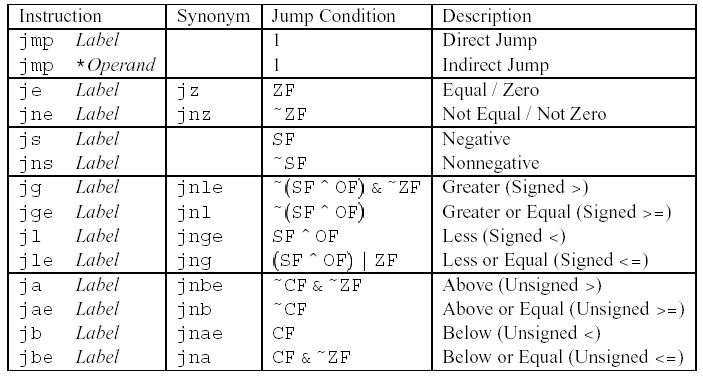 Instruction Synonym Jump Condition Description
jmp Label 1 Direct Jump
jmp *Operand 1 Indirect Jump
je Label jz ZF Equal / Zero
jne Label jnz ~ZF Not Equal / Not Zero
js Label SF Negative
jns Label ~SF Nonnegative
jg Label jnle ~(SF ^ OF) & ~ZF Greater (Signed >)
jge Label jnl ~(SF ^ OF) Greater or Equal (Signed >=)
jl Label jnge SF ^ OF Less (Signed <)
jle Label jng (SF ^ OF) | ZF Less or Equal (Signed <=)
ja Label jnbe ~CF & ~ZF Above (Unsigned >)
jae Label jnb ~CF Above or Equal (Unsigned >=)
jb Label jnae CF Below (Unsigned <)
jbe Label jna CF & ~ZF Below or Equal (Unsigned <=)